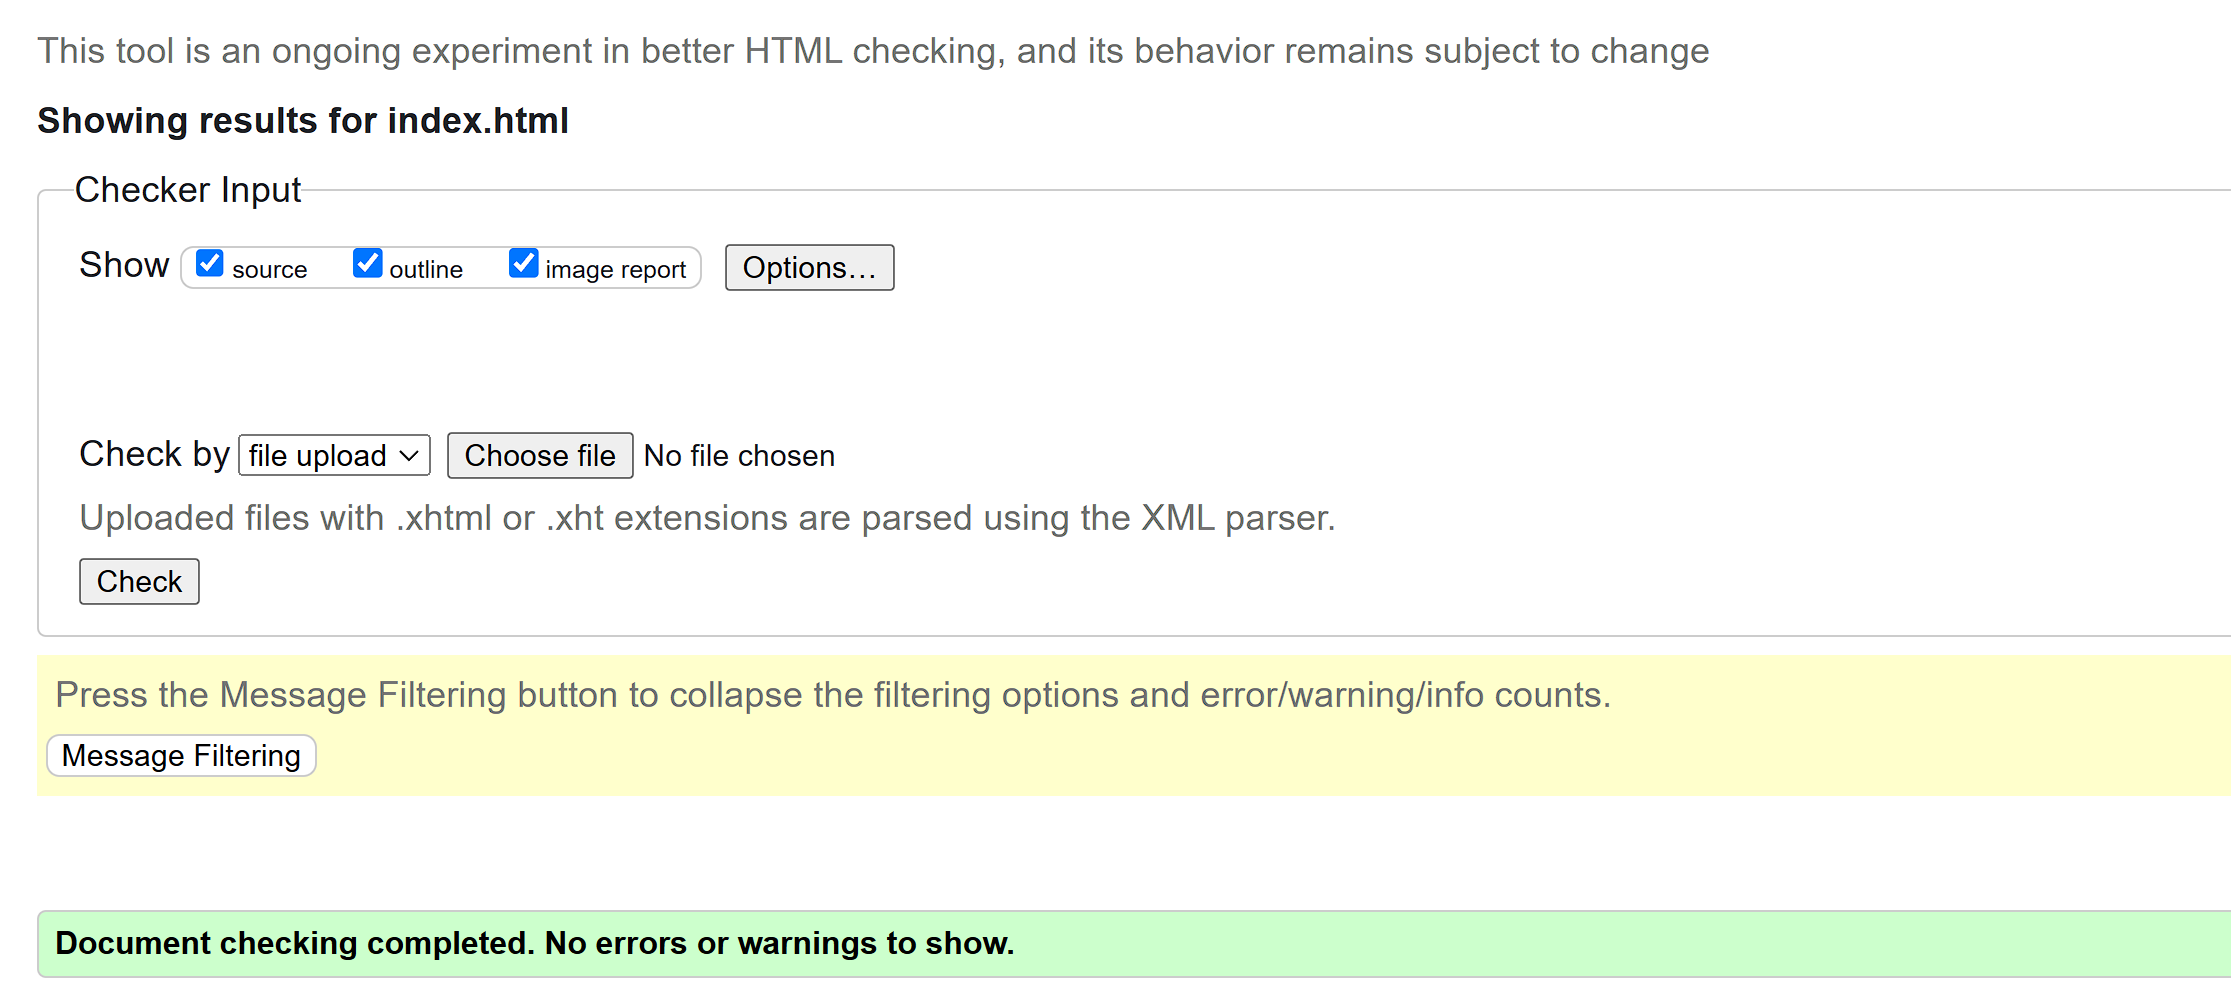 This tool is an ongoing experiment in better HTML checking, and its behavior remains subject to change
Showing results for index.html
Checker Input
Show source outline image report Options…
Check by file upload Choose file No file chosen
Uploaded files with .xhtml or .xht extensions are parsed using the XML parser.
Check
Press the Message Filtering button to collapse the filtering options and error/warning/info counts.
Message Filtering
Document checking completed. No errors or warnings to show.